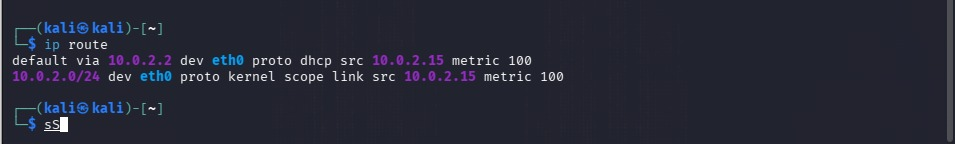 ┌──(kali㉿kali)-[~]
└─$ ip route
default via 10.0.2.2 dev eth0 proto dhcp src 10.0.2.15 metric 100
10.0.2.0/24 dev eth0 proto kernel scope link src 10.0.2.15 metric 100
┌──(kali㉿kali)-[~]
└─$ sS